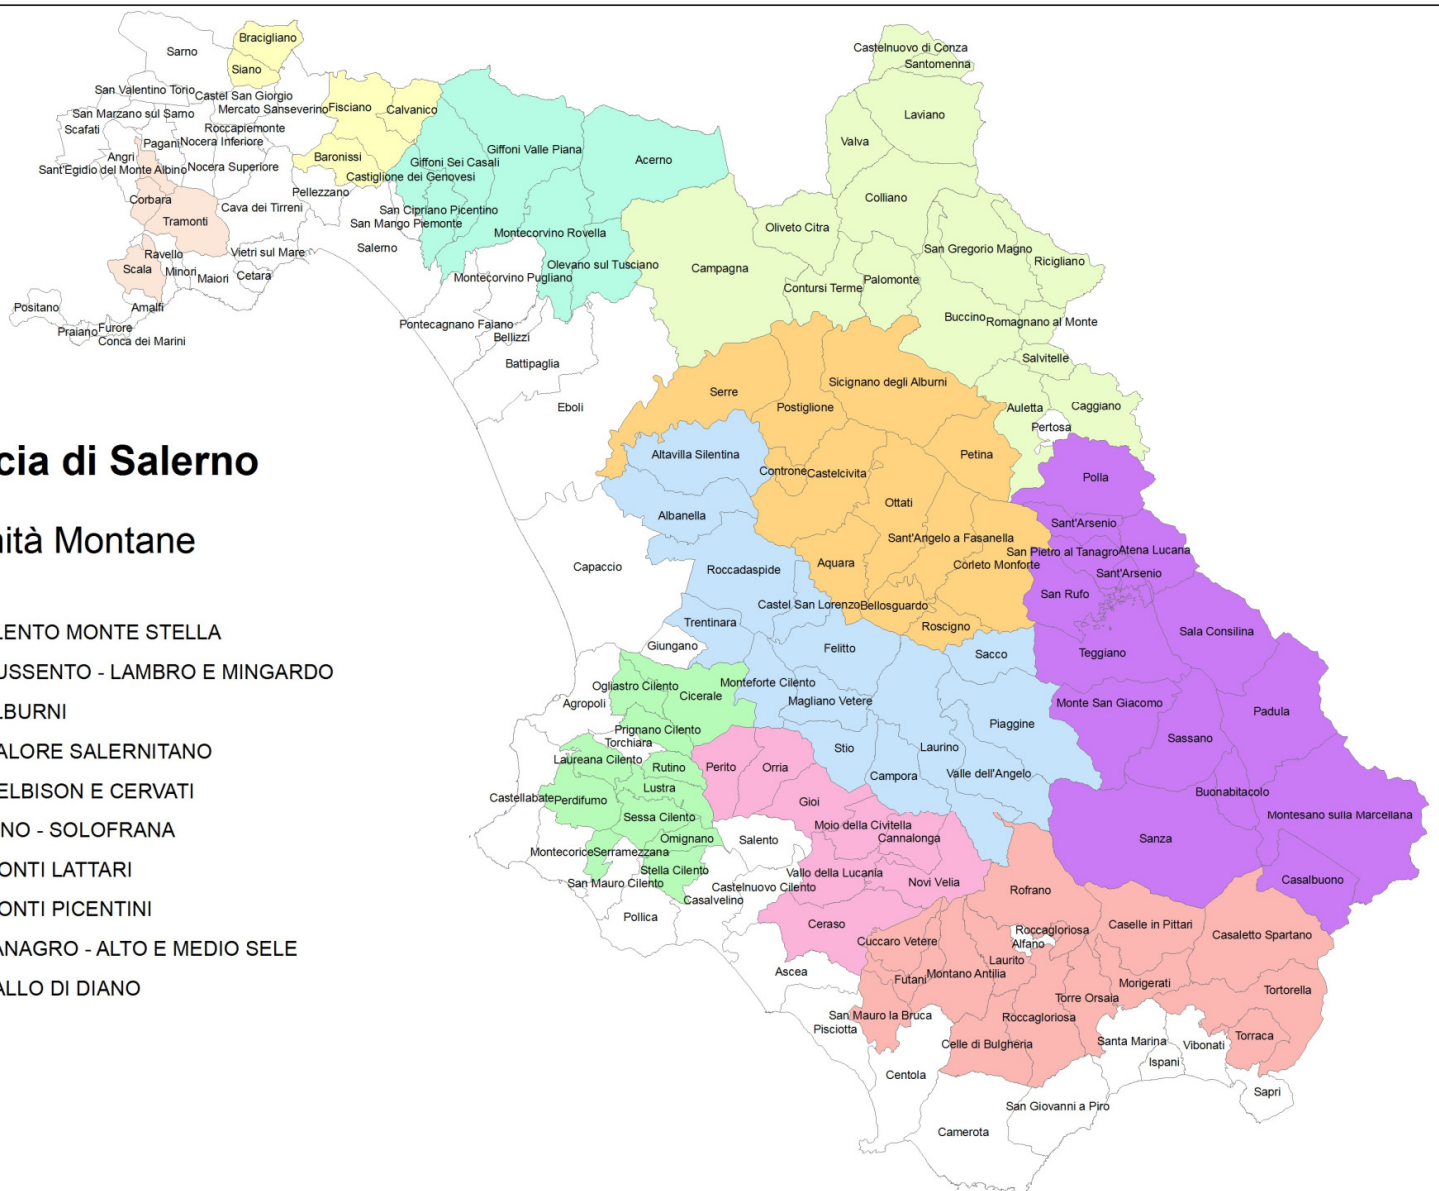 Castelnuovo di Conza
Santomenna
Bracigliano
Sarno
Siano
San Valentino Torio
Castel San Giorgio
Mercato Sanseverino
Fisciano
Calvanico
Laviano
San Marzano sul Sarno
Scafati
Roccapiemonte
Pagani
Nocera Inferiore
Valva
Angri
Baronissi
Giffoni Sei Casali
Giffoni Valle Piana
Acerno
Sant'Egidio del Monte Albino
Nocera Superiore
Castiglione dei Genovesi
Pellezzano
Corbara
Cava dei Tirreni
San Cipriano Picentino
Colliano
Tramonti
San Mango Piemonte
Oliveto Citra
Montecorvino Rovella
Salerno
San Gregorio Magno
Ravello
Vietri sul Mare
Ricigliano
Scala
Minori
Maiori
Cetara
Olevano sul Tusciano
Campagna
Montecorvino Pugliano
Contursi Terme
Palomonte
Positano
Amalfi
Buccino
Romagnano al Monte
Praiano
Furore
Conca dei Marini
Pontecagnano Faiano
Bellizzi
Salvitelle
Battipaglia
Serre
Sicignano degli Alburni
Eboli
Postiglione
Auletta
Caggiano
Pertosa
cia di Salerno
Altavilla Silentina
Petina
Controne
Castelcivita
Polla
Ottati
Albanella
Sant'Arsenio
nità Montane
Sant'Angelo a Fasanella
San Pietro al Tanagro
Atena Lucana
Capaccio
Roccadaspide
Aquara
Corleto Monforte
Sant'Arsenio
San Rufo
Castel San Lorenzo
Bellosguardo
Trentinara
Roscigno
LENTO MONTE STELLA
Sala Consilina
Giungano
Felitto
Sacco
Teggiano
USSENTO - LAMBRO E MINGARDO
Ogliastro Cilento
Cicerale
Monteforte Cilento
Agropoli
Magliano Vetere
Monte San Giacomo
LBURNI
Padula
Prignano Cilento
Piaggine
Torchiara
Sassano
ALORE SALERNITANO
Stio
Laurino
Laureana Cilento
Rutino
Perito
Orria
Campora
Valle dell'Angelo
ELBISON E CERVATI
Lustra
Buonabitacolo
Castellabate
Perdifumo
Gioi
Sessa Cilento
Montesano sulla Marcellana
NO - SOLOFRANA
Moio della Civitella
Omignano
Salento
Cannalonga
Sanza
Montecorice
Serramezzana
ONTI LATTARI
Stella Cilento
Vallo della Lucania
San Mauro Cilento
Castelnuovo Cilento
Novi Velia
Casalbuono
Rofrano
Casalvelino
ONTI PICENTINI
Pollica
Ceraso
Caselle in Pittari
Roccagloriosa
Casaletto Spartano
Cuccaro Vetere
Alfano
ANAGRO - ALTO E MEDIO SELE
Laurito
Ascea
Futani
Montano Antilia
Morigerati
Tortorella
ALLO DI DIANO
Torre Orsaia
San Mauro la Bruca
Roccagloriosa
Pisciotta
Celle di Bulgheria
Santa Marina
Vibonati
Torraca
Ispani
Centola
Sapri
San Giovanni a Piro
Camerota